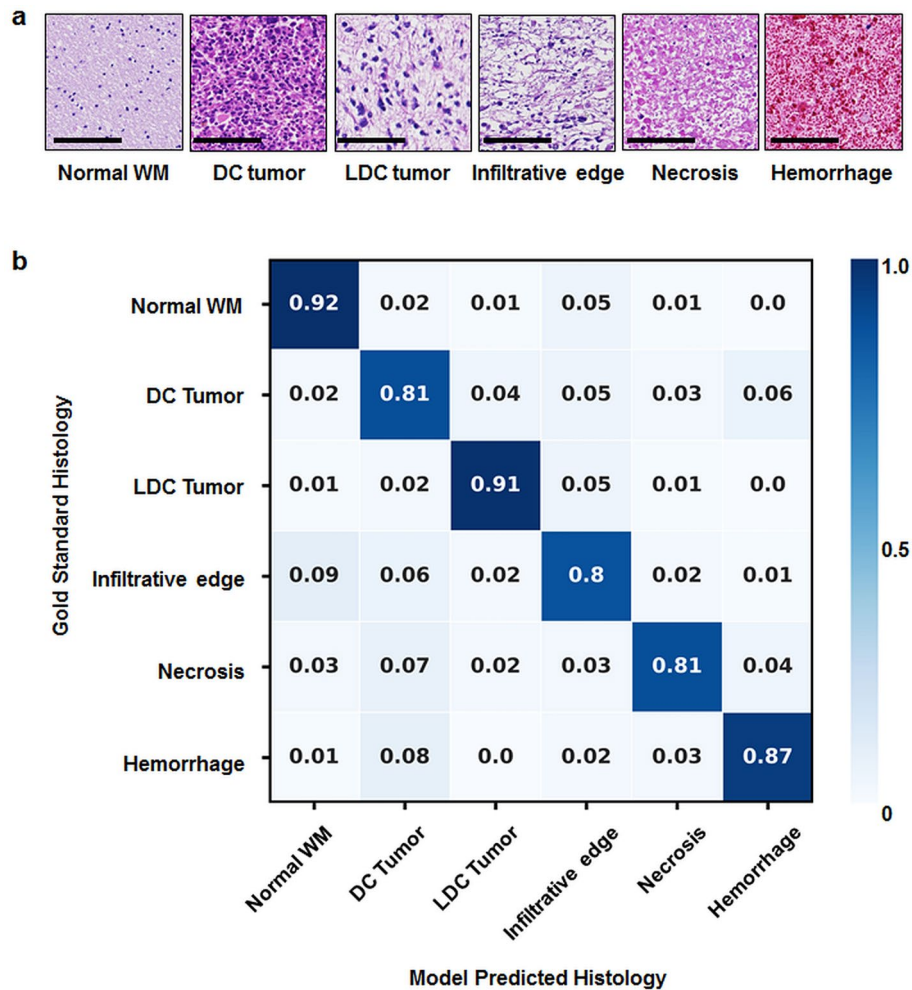 a
Normal WM DC tumor LDC tumor Infiltrative edge Necrosis Hemorrhage
b
Gold Standard Histology
Normal WM 0.92 0.02 0.01 0.05 0.01 0.0
DC Tumor 0.02 0.81 0.04 0.05 0.03 0.06
LDC Tumor 0.01 0.02 0.91 0.05 0.01 0.0
Infiltrative edge 0.09 0.06 0.02 0.8 0.02 0.01
Necrosis 0.03 0.07 0.02 0.03 0.81 0.04
Hemorrhage 0.01 0.08 0.0 0.02 0.03 0.87
1.0
0.5
0
Normal WM DC Tumor LDC Tumor Infiltrative edge Necrosis Hemorrhage
Model Predicted Histology